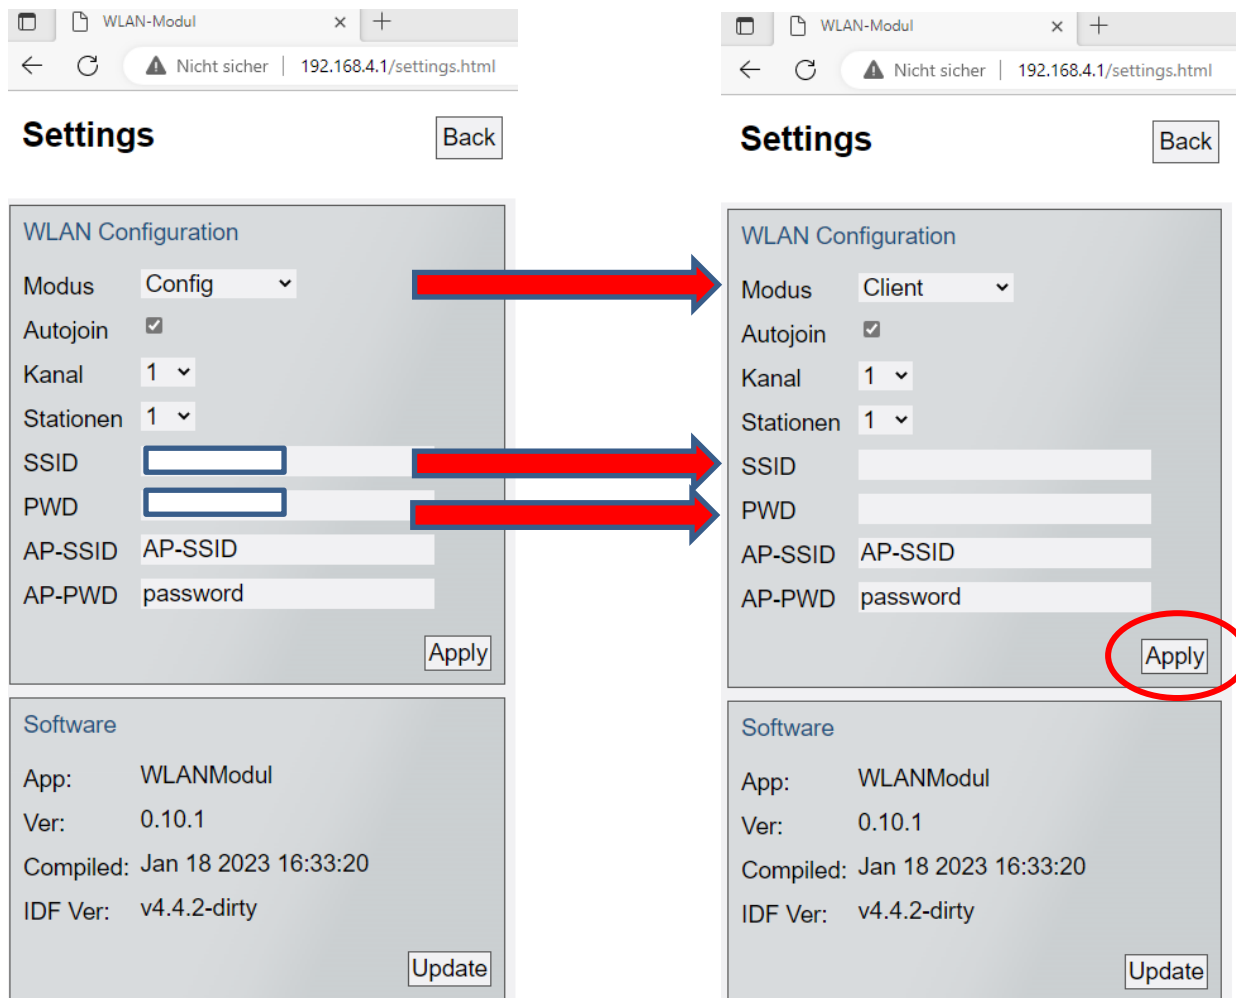 WLAN-Modul
Nicht sicher | 192.168.4.1/settings.html
Settings
Back
WLAN Configuration
Modus Config
Autojoin
Kanal 1
Stationen 1
SSID
PWD
AP-SSID AP-SSID
AP-PWD password
Apply
Software
App: WLANModul
Ver: 0.10.1
Compiled: Jan 18 2023 16:33:20
IDF Ver: v4.4.2-dirty
Update
WLAN-Modul
Nicht sicher | 192.168.4.1/settings.html
Settings
Back
WLAN Configuration
Modus Client
Autojoin
Kanal 1
Stationen 1
SSID
PWD
AP-SSID AP-SSID
AP-PWD password
Apply
Software
App: WLANModul
Ver: 0.10.1
Compiled: Jan 18 2023 16:33:20
IDF Ver: v4.4.2-dirty
Update